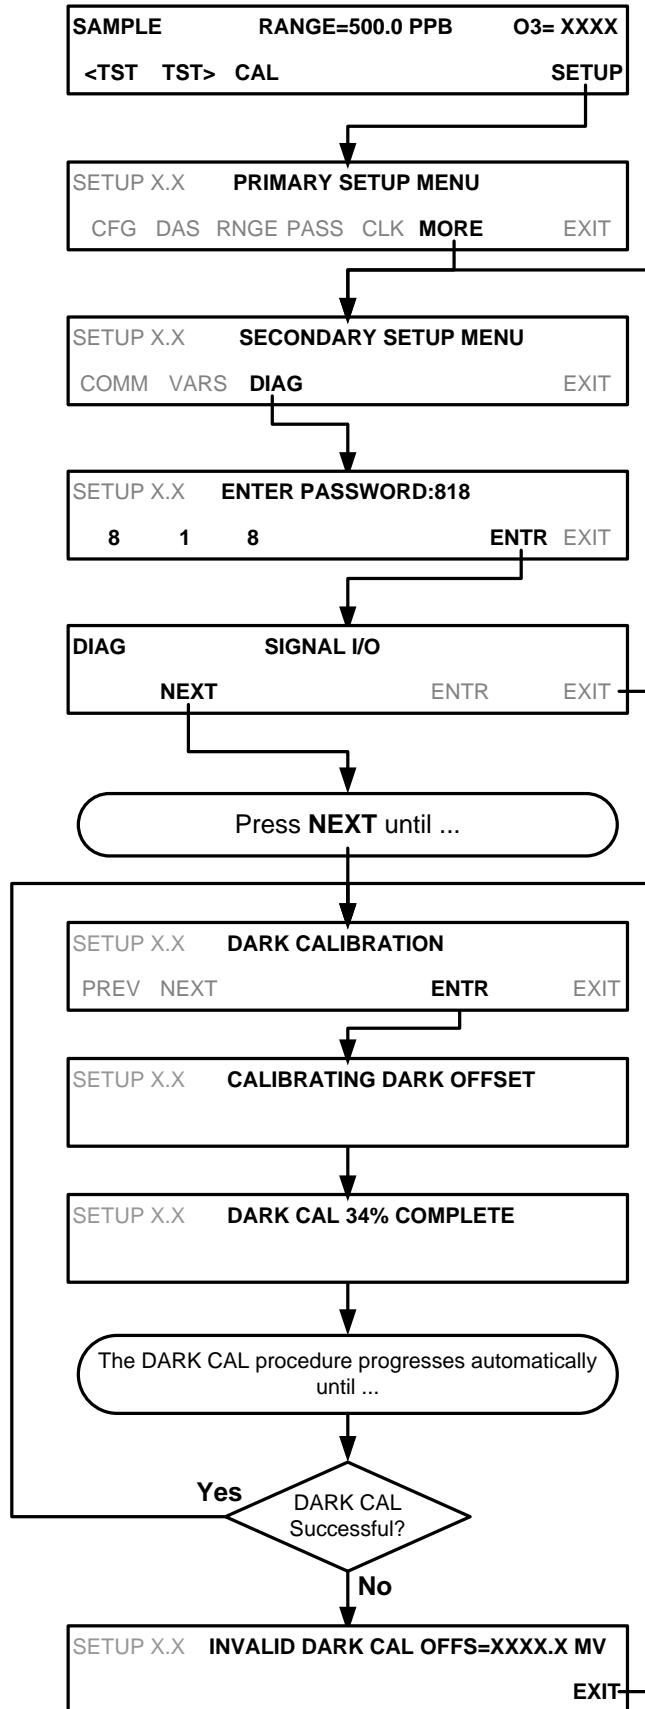 SAMPLE RANGE=500.0 PPB O3= XXXX
<TST TST> CAL SETUP
SETUP X.X PRIMARY SETUP MENU
CFG DAS RNGE PASS CLK MORE EXIT
SETUP X.X SECONDARY SETUP MENU
COMM VARS DIAG EXIT
SETUP X.X ENTER PASSWORD:818
8 1 8 ENTR EXIT
DIAG SIGNAL I/O
NEXT ENTR EXIT
Press NEXT until ...
SETUP X.X DARK CALIBRATION
PREV NEXT ENTR EXIT
SETUP X.X CALIBRATING DARK OFFSET
SETUP X.X DARK CAL 34% COMPLETE
The DARK CAL procedure progresses automatically
until ...
Yes
DARK CAL
Successful?
No
SETUP X.X INVALID DARK CAL OFFS=XXXX.X MV
EXIT